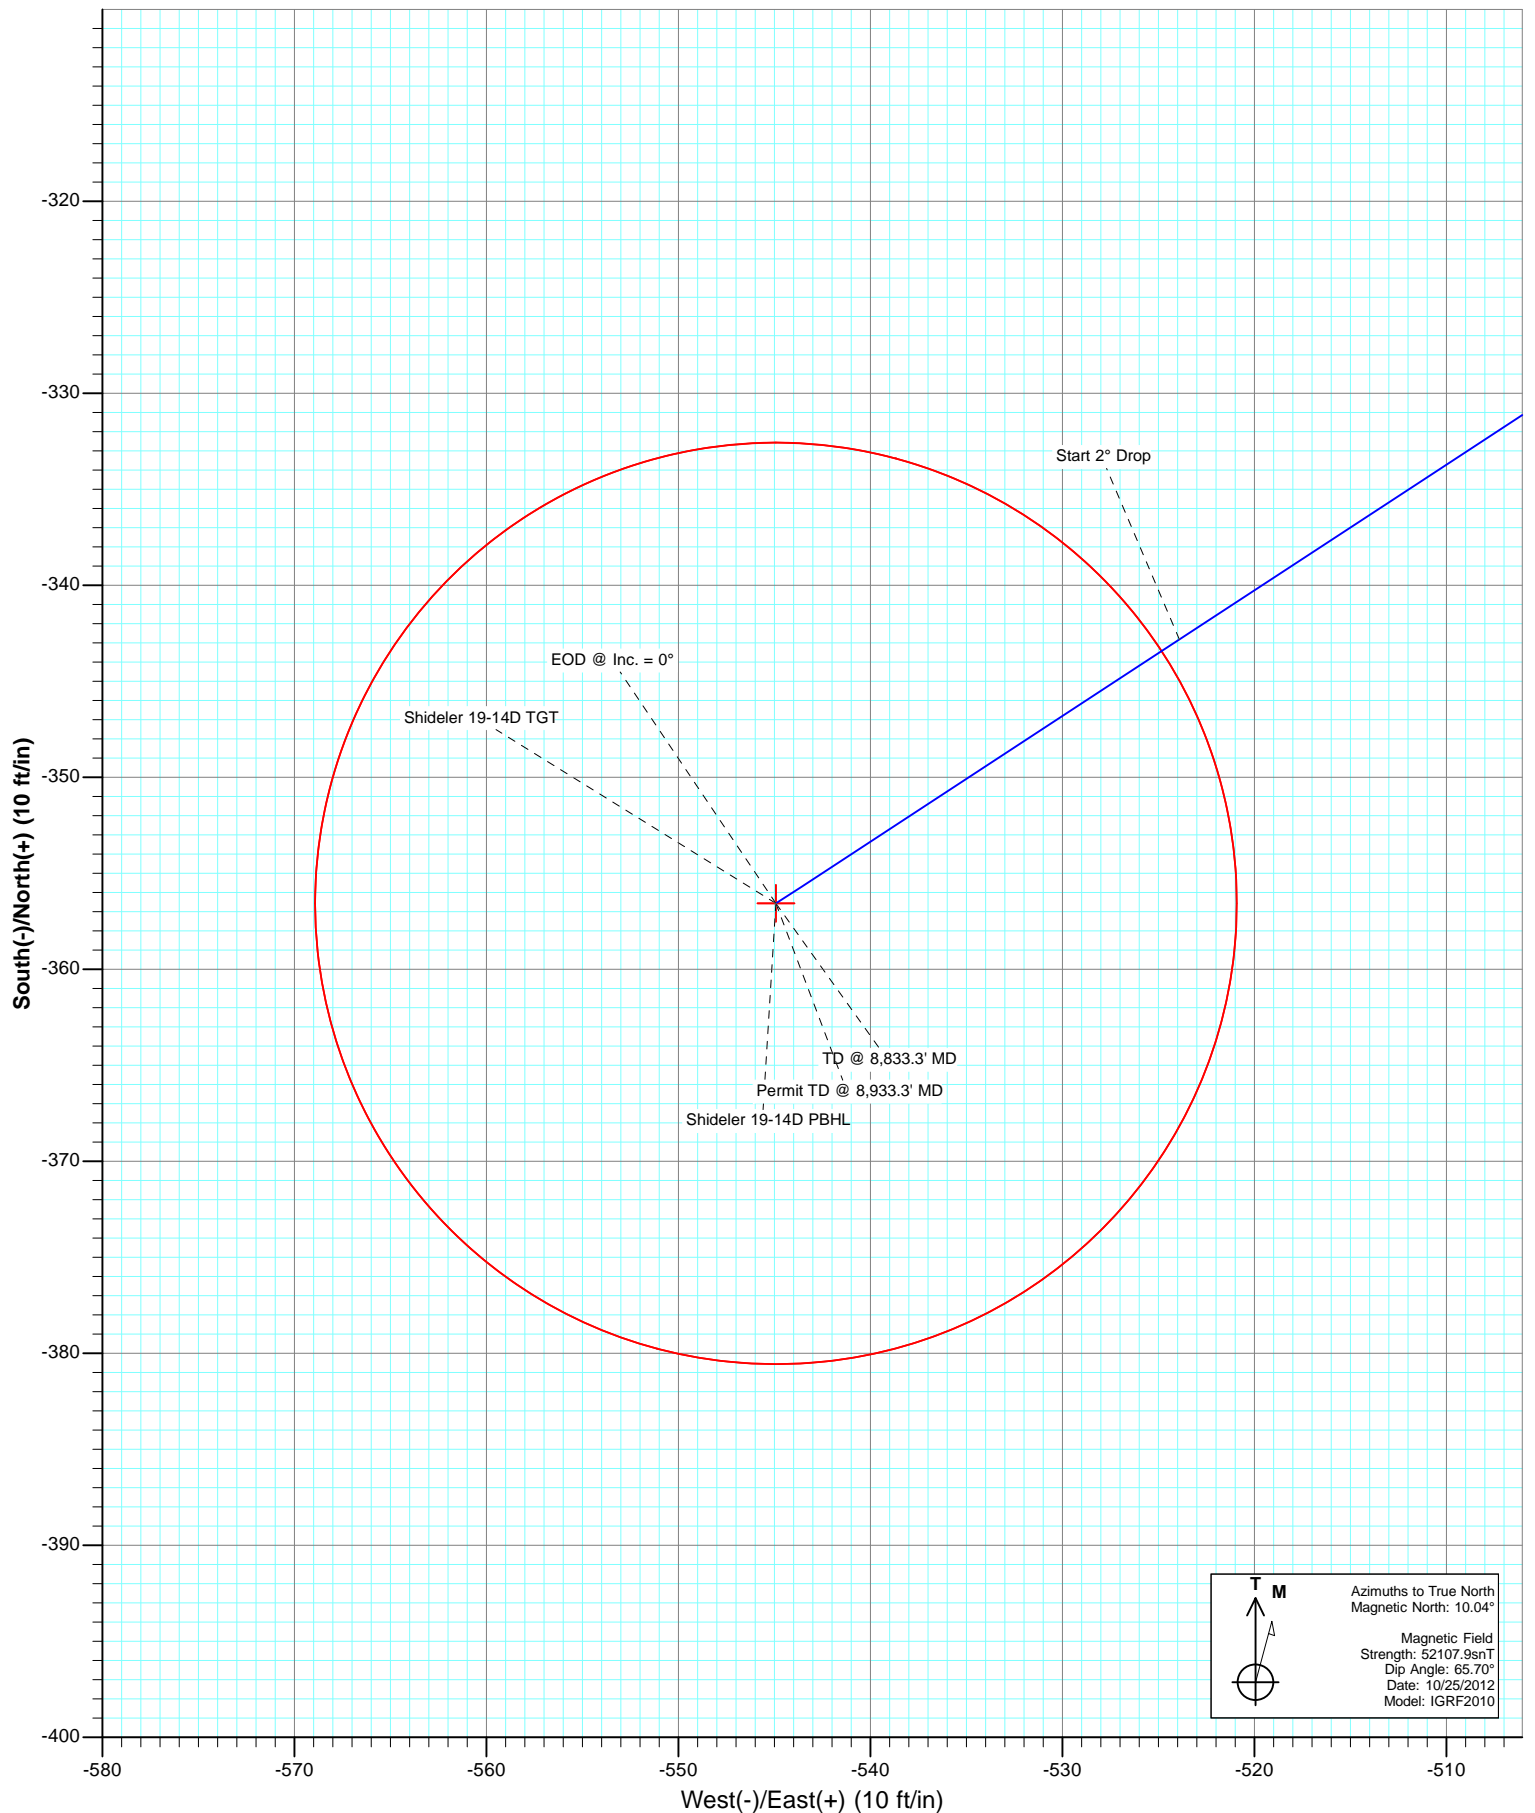 -320
-330
-340
-350
-360
-370
-380
-390
-400
South(-)/North(+) (10 ft/in)
Start 2° Drop
EOD @ Inc. = 0°
Shideler 19-14D TGT
TD @ 8,833.3' MD
Permit TD @ 8,933.3' MD
Shideler 19-14D PBHL
T M
Azimuths to True North
Magnetic North: 10.04°
Magnetic Field
Strength: 52107.9snT
Dip Angle: 65.70°
Date: 10/25/2012
Model: IGRF2010
-580 -570 -560 -550 -540 -530 -520 -510
West(-)/East(+) (10 ft/in)